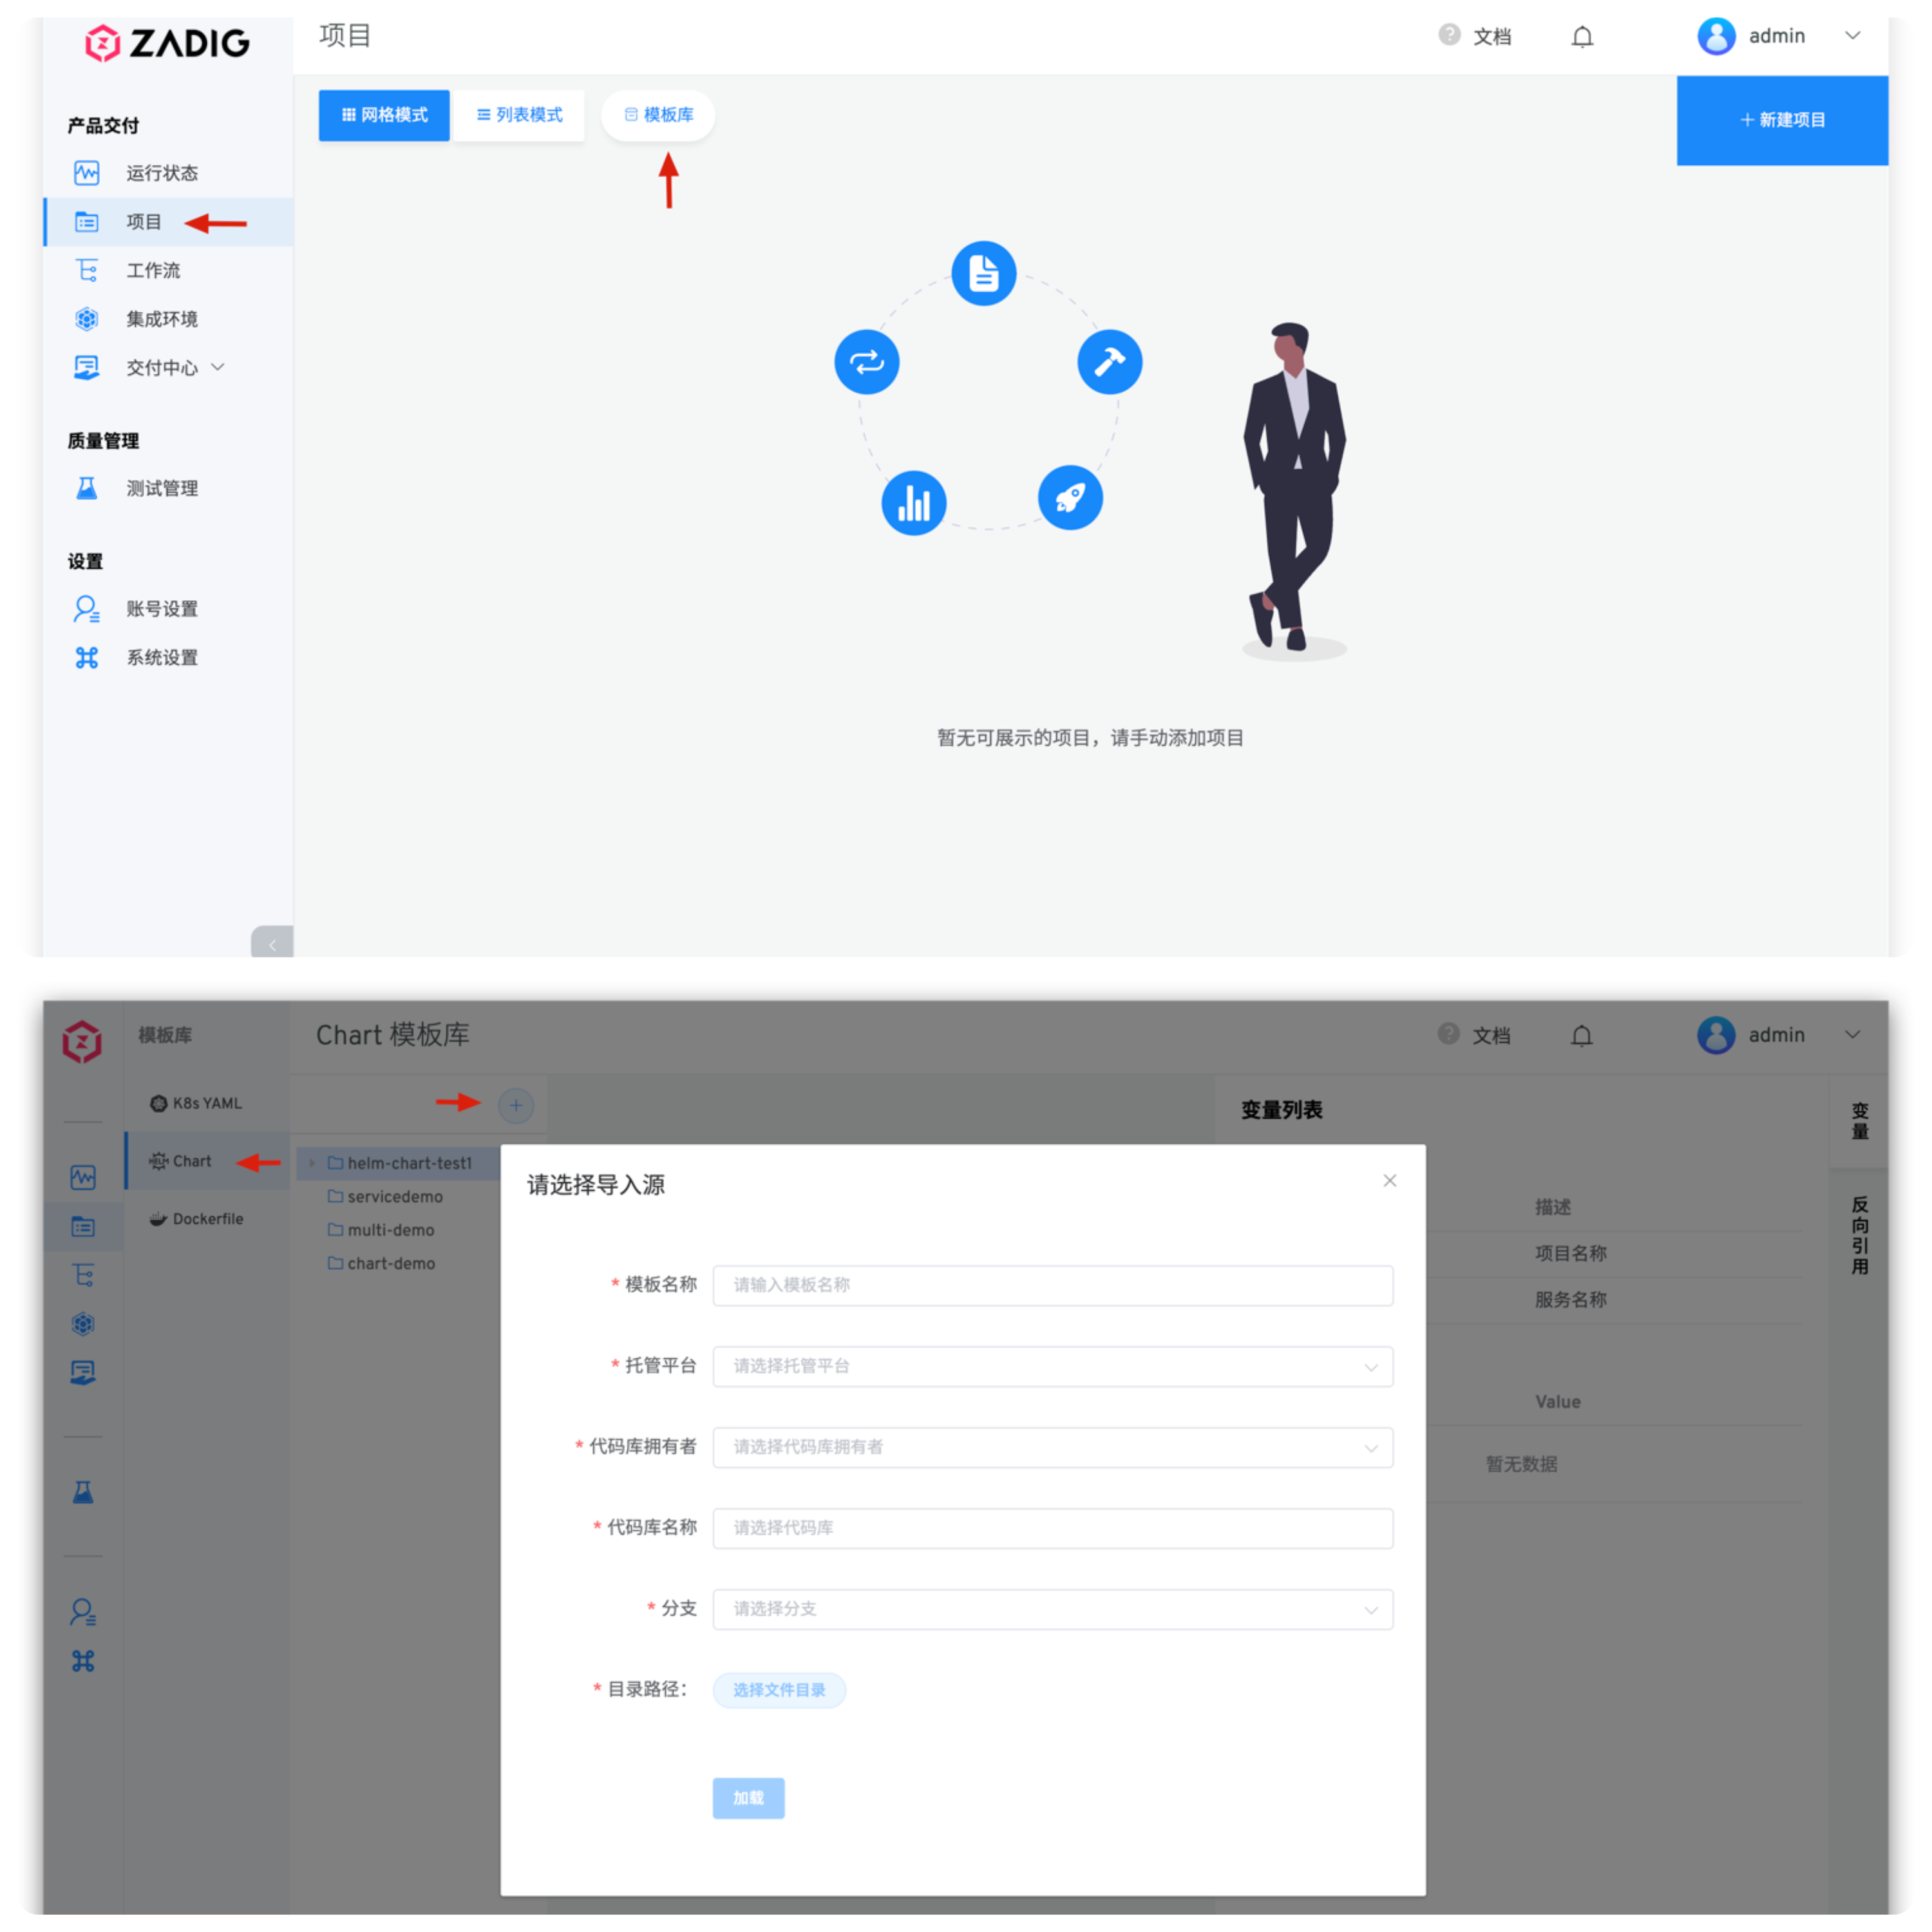 ZADIG
项目
文档
admin
产品交付
运行状态
项目
工作流
集成环境
交付中心
质量管理
测试管理
设置
账号设置
系统设置
网格模式
列表模式
模板库
+ 新建项目
暂无可展示的项目，请手动添加项目
模板库
Chart 模板库
文档
admin
K8s YAML
Chart
Dockerfile
helm-chart-test1
servicedemo
multi-demo
chart-demo
变量列表
变量
反向引用
描述
项目名称
服务名称
Value
暂无数据
请选择导入源
* 模板名称 请输入模板名称
* 托管平台 请选择托管平台
* 代码库拥有者 请选择代码库拥有者
* 代码库名称 请选择代码库
* 分支 请选择分支
* 目录路径： 选择文件目录
加载